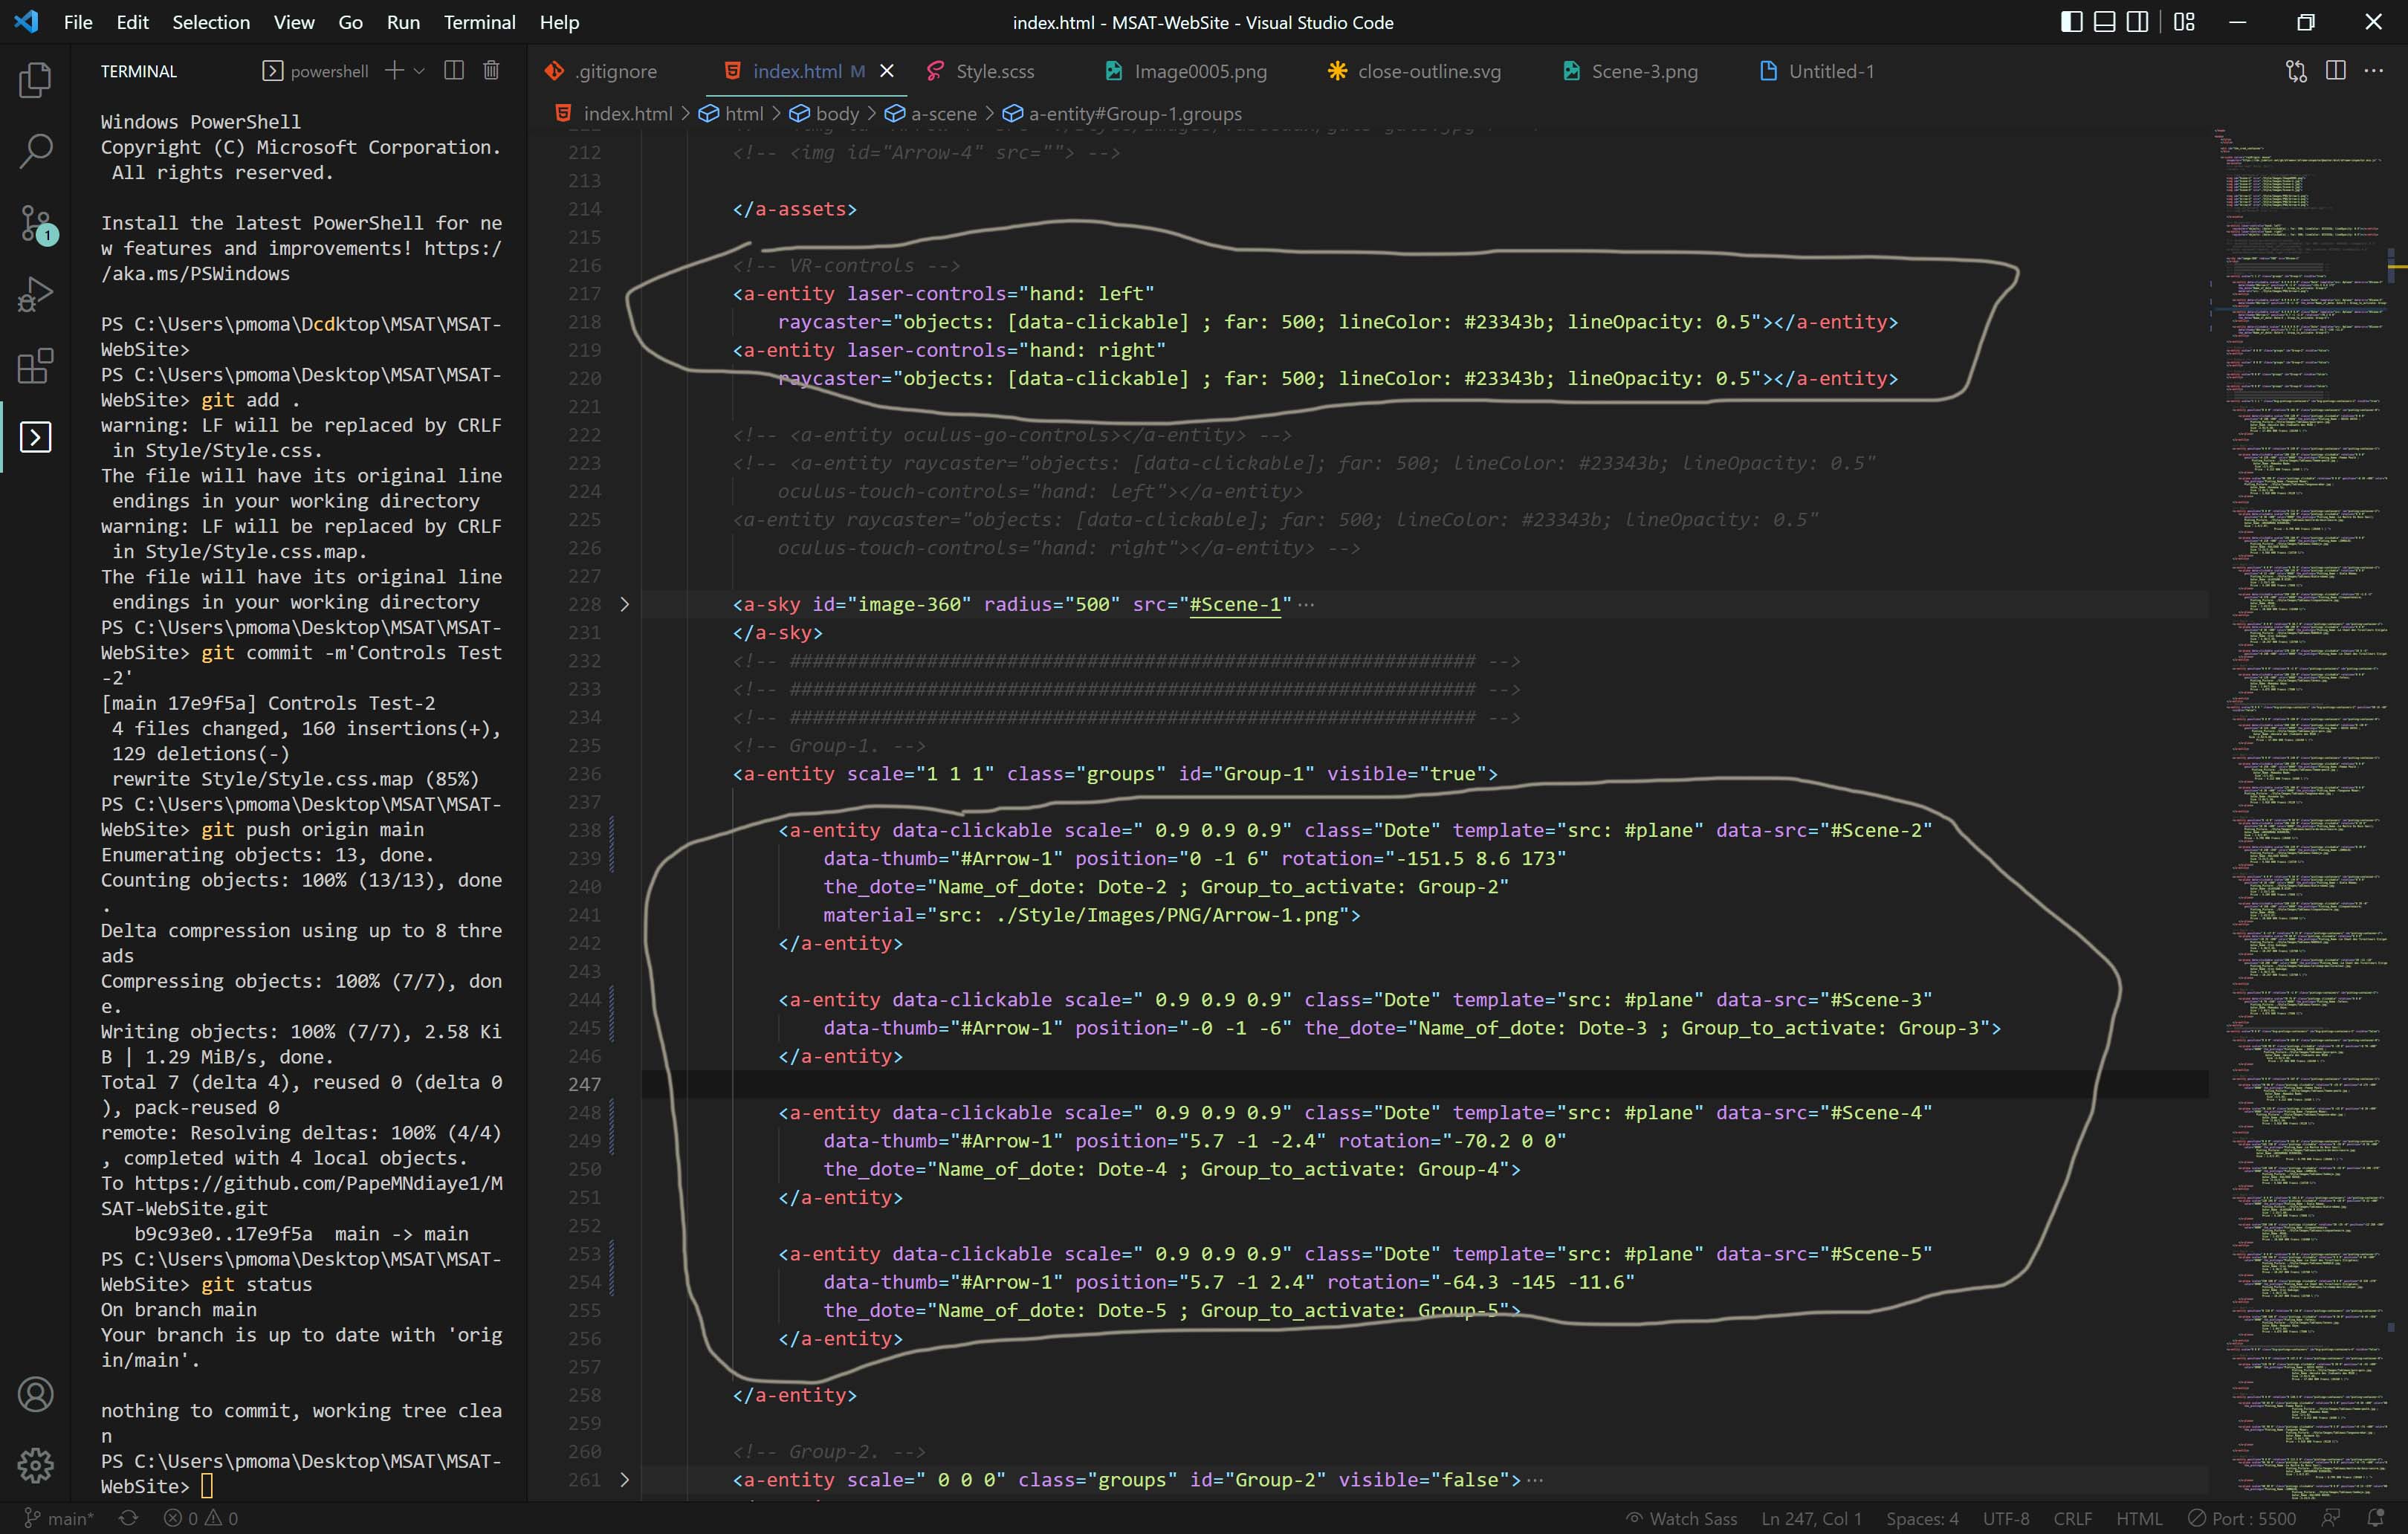 File Edit Selection View Go Run Terminal Help
index.html - MSAT-WebSite - Visual Studio Code
TERMINAL
powershell
Windows PowerShell
Copyright (C) Microsoft Corporation.
All rights reserved.
Install the latest PowerShell for ne
w features and improvements! https:/
/aka.ms/PSWindows
PS C:\Users\pmoma\Dcdktop\MSAT\MSAT-
WebSite>
PS C:\Users\pmoma\Desktop\MSAT\MSAT-
WebSite> git add .
warning: LF will be replaced by CRLF
in Style/Style.css.
The file will have its original line
endings in your working directory
warning: LF will be replaced by CRLF
in Style/Style.css.map.
The file will have its original line
endings in your working directory
PS C:\Users\pmoma\Desktop\MSAT\MSAT-
WebSite> git commit -m'Controls Test
-2'
[main 17e9f5a] Controls Test-2
4 files changed, 160 insertions(+),
129 deletions(-)
rewrite Style/Style.css.map (85%)
PS C:\Users\pmoma\Desktop\MSAT\MSAT-
WebSite> git push origin main
Enumerating objects: 13, done.
Counting objects: 100% (13/13), done
.
Delta compression using up to 8 thre
ads
Compressing objects: 100% (7/7), don
e.
Writing objects: 100% (7/7), 2.58 Ki
B | 1.29 MiB/s, done.
Total 7 (delta 4), reused 0 (delta 0
), pack-reused 0
remote: Resolving deltas: 100% (4/4)
, completed with 4 local objects.
To https://github.com/PapeMNdiaye1/M
SAT-WebSite.git
b9c93e0..17e9f5a main -> main
PS C:\Users\pmoma\Desktop\MSAT\MSAT-
WebSite> git status
On branch main
Your branch is up to date with 'orig
in/main'.
nothing to commit, working tree clea
n
PS C:\Users\pmoma\Desktop\MSAT\MSAT-
WebSite>
.gitignore index.html M Style.scss Image0005.png close-outline.svg Scene-3.png Untitled-1
index.html > html > body > a-scene > a-entity#Group-1.groups
212 <!-- <img id="Arrow-4" src=""> -->
213
214 </a-assets>
215
216 <!-- VR-controls -->
217 <a-entity laser-controls="hand: left"
218 raycaster="objects: [data-clickable] ; far: 500; lineColor: #23343b; lineOpacity: 0.5"></a-entity>
219 <a-entity laser-controls="hand: right"
220 raycaster="objects: [data-clickable] ; far: 500; lineColor: #23343b; lineOpacity: 0.5"></a-entity>
221
222 <!-- <a-entity oculus-go-controls></a-entity> -->
223 <!-- <a-entity raycaster="objects: [data-clickable]; far: 500; lineColor: #23343b; lineOpacity: 0.5"
224 oculus-touch-controls="hand: left"></a-entity>
225 <a-entity raycaster="objects: [data-clickable]; far: 500; lineColor: #23343b; lineOpacity: 0.5"
226 oculus-touch-controls="hand: right"></a-entity> -->
227
228 <a-sky id="image-360" radius="500" src="#Scene-1"···
231 </a-sky>
232 <!-- ############################################################ -->
233 <!-- ############################################################ -->
234 <!-- ############################################################ -->
235 <!-- Group-1. -->
236 <a-entity scale="1 1 1" class="groups" id="Group-1" visible="true">
237
238 <a-entity data-clickable scale=" 0.9 0.9 0.9" class="Dote" template="src: #plane" data-src="#Scene-2"
239 data-thumb="#Arrow-1" position="0 -1 6" rotation="-151.5 8.6 173"
240 the_dote="Name_of_dote: Dote-2 ; Group_to_activate: Group-2"
241 material="src: ./Style/Images/PNG/Arrow-1.png">
242 </a-entity>
243
244 <a-entity data-clickable scale=" 0.9 0.9 0.9" class="Dote" template="src: #plane" data-src="#Scene-3"
245 data-thumb="#Arrow-1" position="-0 -1 -6" the_dote="Name_of_dote: Dote-3 ; Group_to_activate: Group-3">
246 </a-entity>
247
248 <a-entity data-clickable scale=" 0.9 0.9 0.9" class="Dote" template="src: #plane" data-src="#Scene-4"
249 data-thumb="#Arrow-1" position="5.7 -1 -2.4" rotation="-70.2 0 0"
250 the_dote="Name_of_dote: Dote-4 ; Group_to_activate: Group-4">
251 </a-entity>
252
253 <a-entity data-clickable scale=" 0.9 0.9 0.9" class="Dote" template="src: #plane" data-src="#Scene-5"
254 data-thumb="#Arrow-1" position="5.7 -1 2.4" rotation="-64.3 -145 -11.6"
255 the_dote="Name_of_dote: Dote-5 ; Group_to_activate: Group-5">
256 </a-entity>
257
258 </a-entity>
259
260 <!-- Group-2. -->
261 <a-entity scale=" 0 0 0" class="groups" id="Group-2" visible="false">···
1
main* 0 0 Watch Sass Ln 247, Col 1 Spaces: 4 UTF-8 CRLF HTML Port : 5500